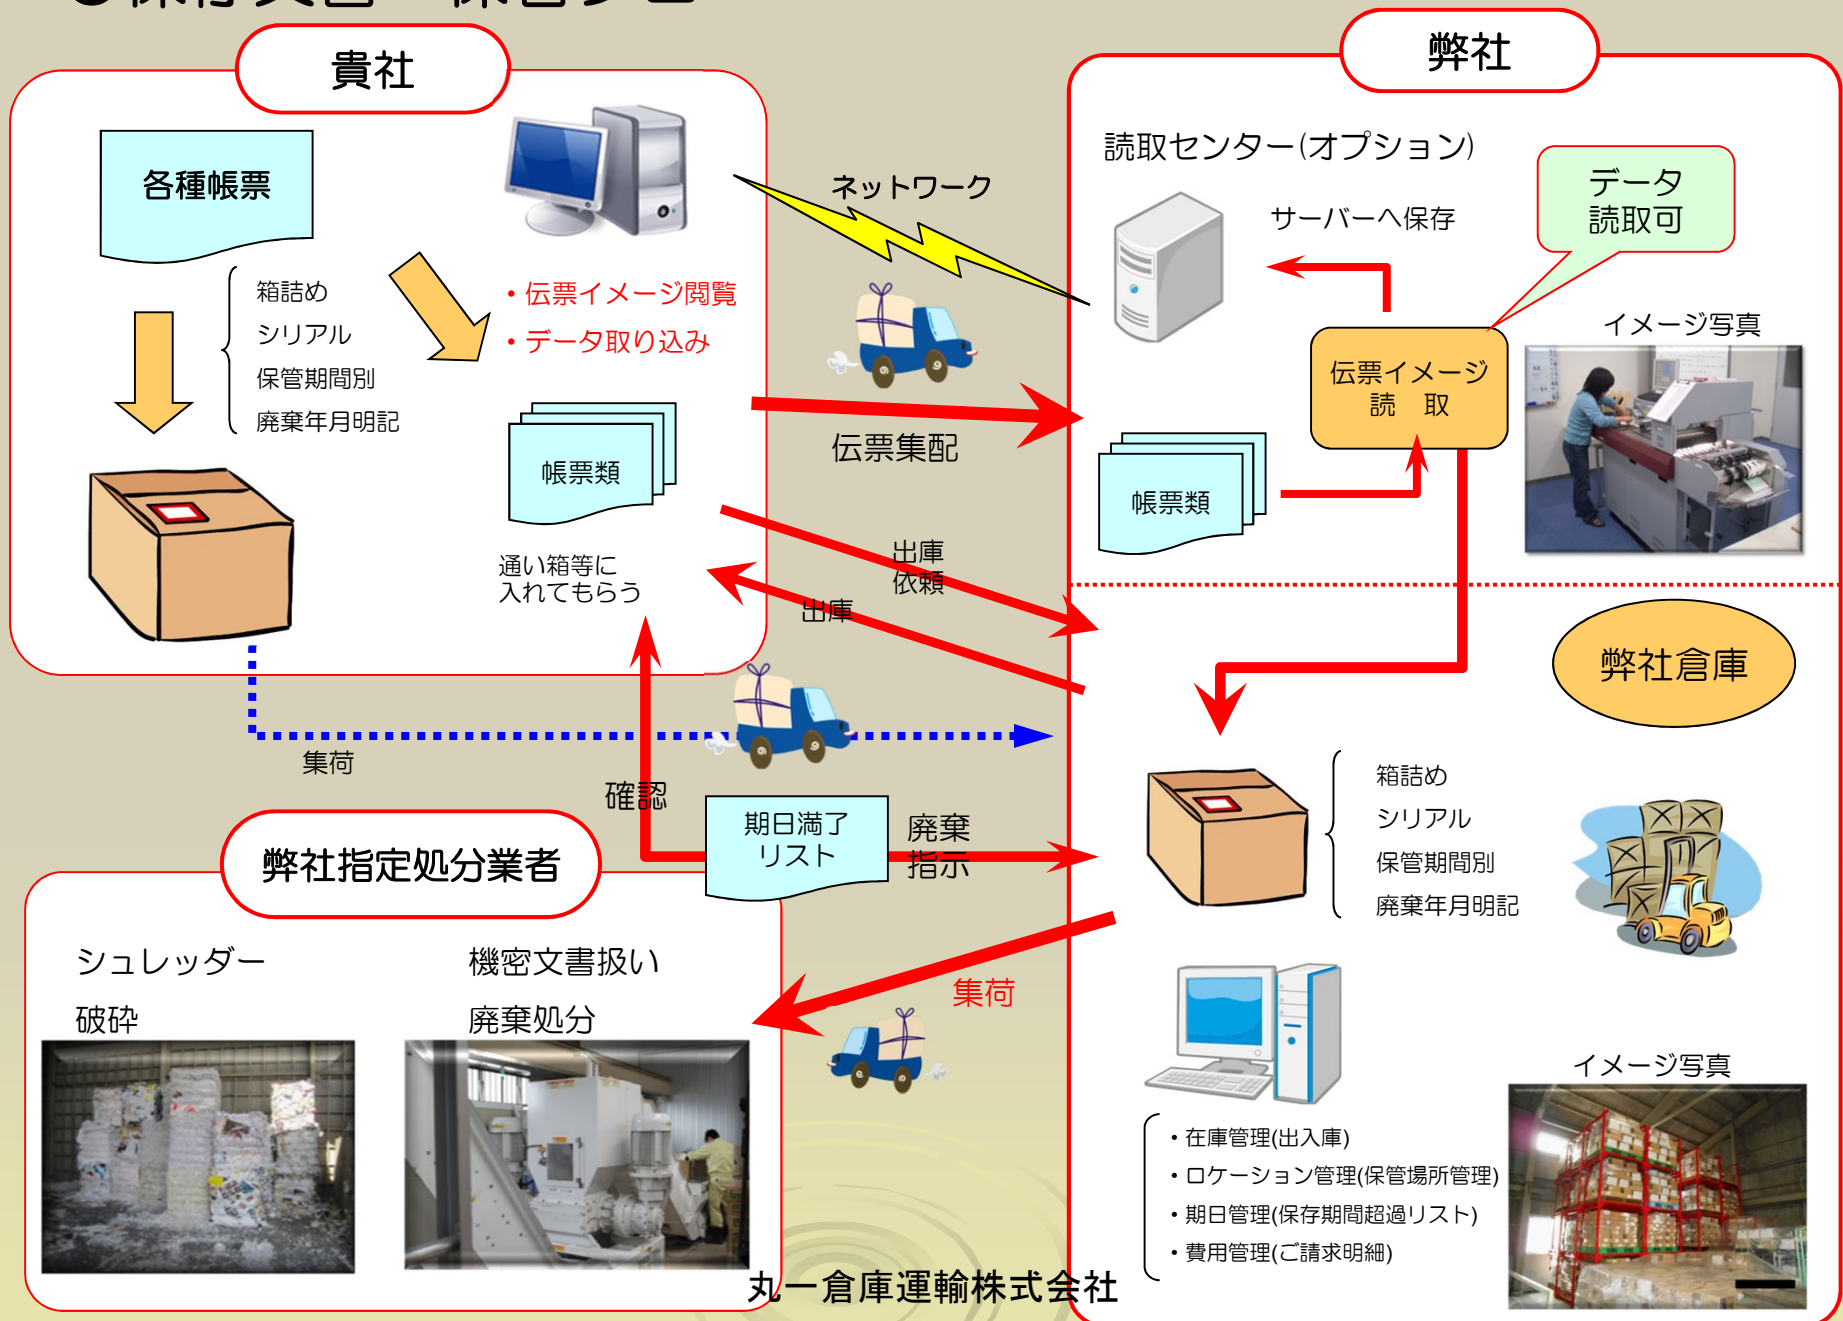 貴社
各種帳票
箱詰め
シリアル
保管期間別
廃棄年月明記
・伝票イメージ閲覧
・データ取り込み
帳票類
通い箱等に
入れてもらう
ネットワーク
伝票集配
出庫
依頼
出庫
集荷
確認
期日満了
リスト
廃棄
指示
弊社
読取センター(オプション)
サーバーへ保存
データ
読取可
伝票イメージ
読 取
イメージ写真
帳票類
弊社倉庫
箱詰め
シリアル
保管期間別
廃棄年月明記
・在庫管理(出入庫)
・ロケーション管理(保管場所管理)
・期日管理(保存期間超過リスト)
・費用管理(ご請求明細)
イメージ写真
弊社指定処分業者
シュレッダー
破砕
機密文書扱い
廃棄処分
集荷
丸一倉庫運輸株式会社